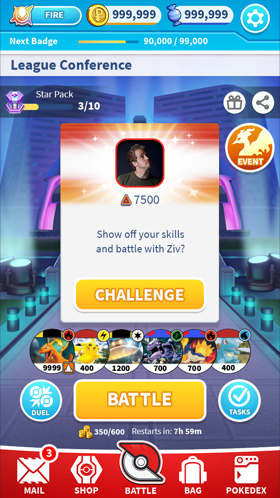 FIRE
999,999
999,999
Next Badge
90,000 / 99,000
League Conference
Star Pack
3/10
EVENT
7500
Show off your skills
and battle with Ziv?
CHALLENGE
9999
400
1200
700
700
400
DUEL
BATTLE
TASKS
350/600 Restarts in: 7h 59m
3
MAIL
SHOP
BATTLE
BAG
POKEDEX